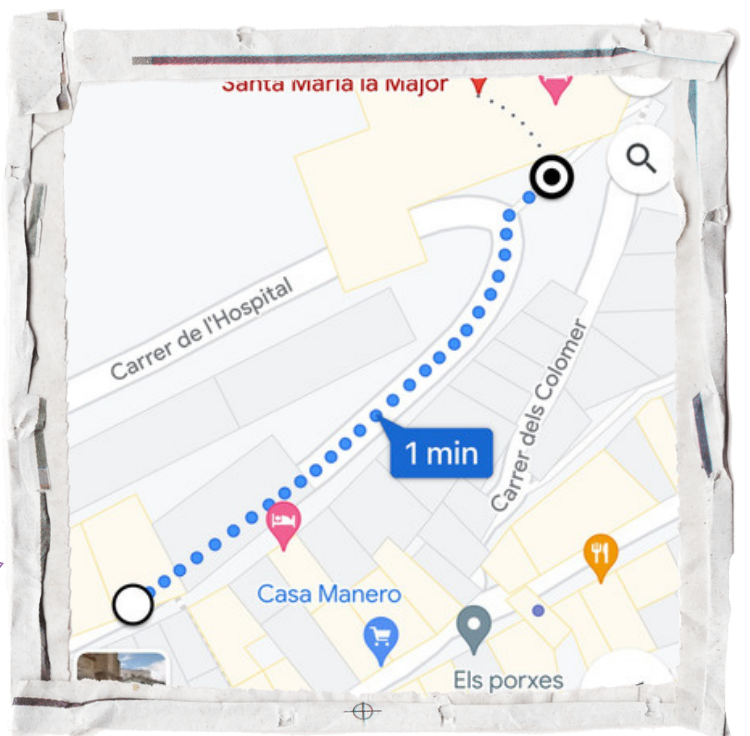 Santa Maria la Major
Carrer de l'Hospital
Carrer dels Colomer
1 min
Casa Manero
Els porxes